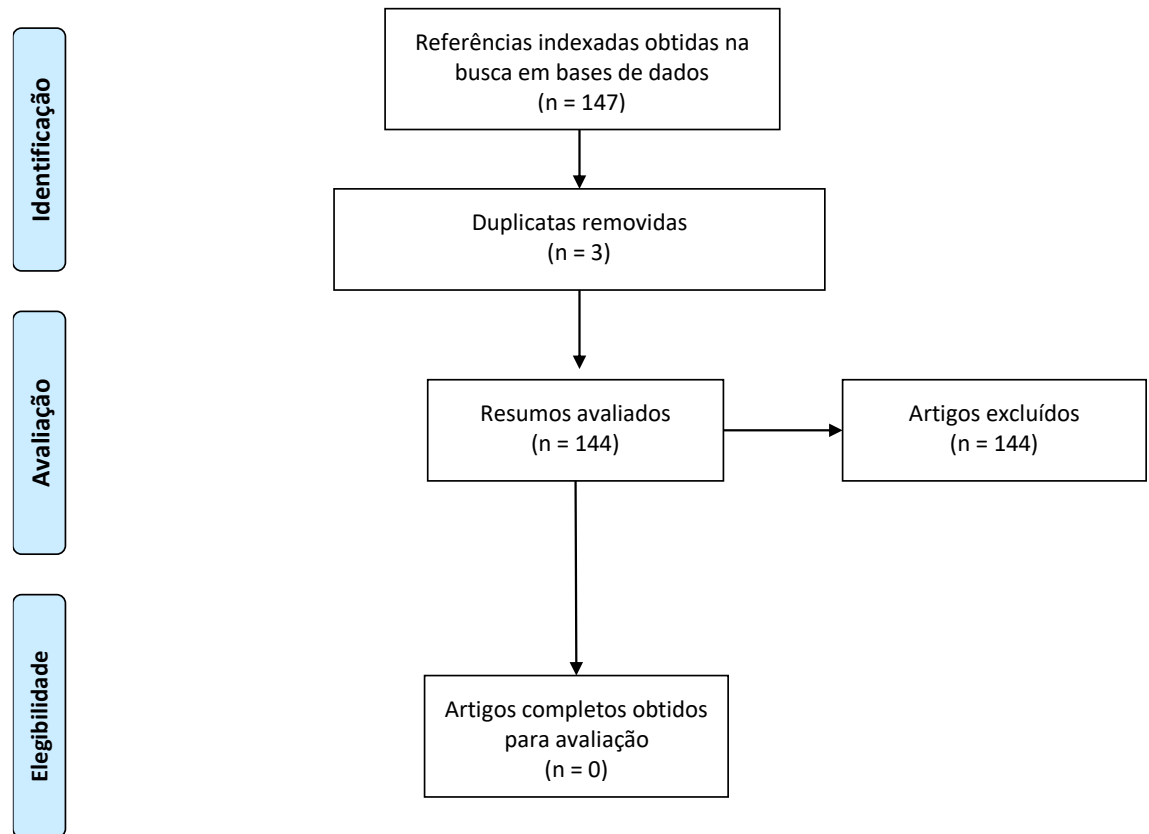 Identificação
Referências indexadas obtidas na
busca em bases de dados
(n = 147)
Duplicatas removidas
(n = 3)
Avaliação
Resumos avaliados
(n = 144)
Artigos excluídos
(n = 144)
Elegibilidade
Artigos completos obtidos
para avaliação
(n = 0)